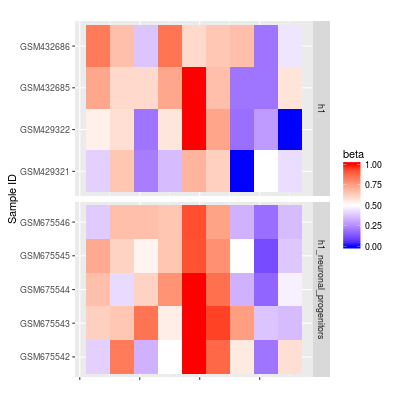 GSM432686
GSM432685
GSM429322
GSM429321
h1
GSM675546
GSM675545
GSM675544
GSM675543
GSM675542
h1_neuronal_progenitors
Sample ID
beta
1.00
0.75
0.50
0.25
0.00